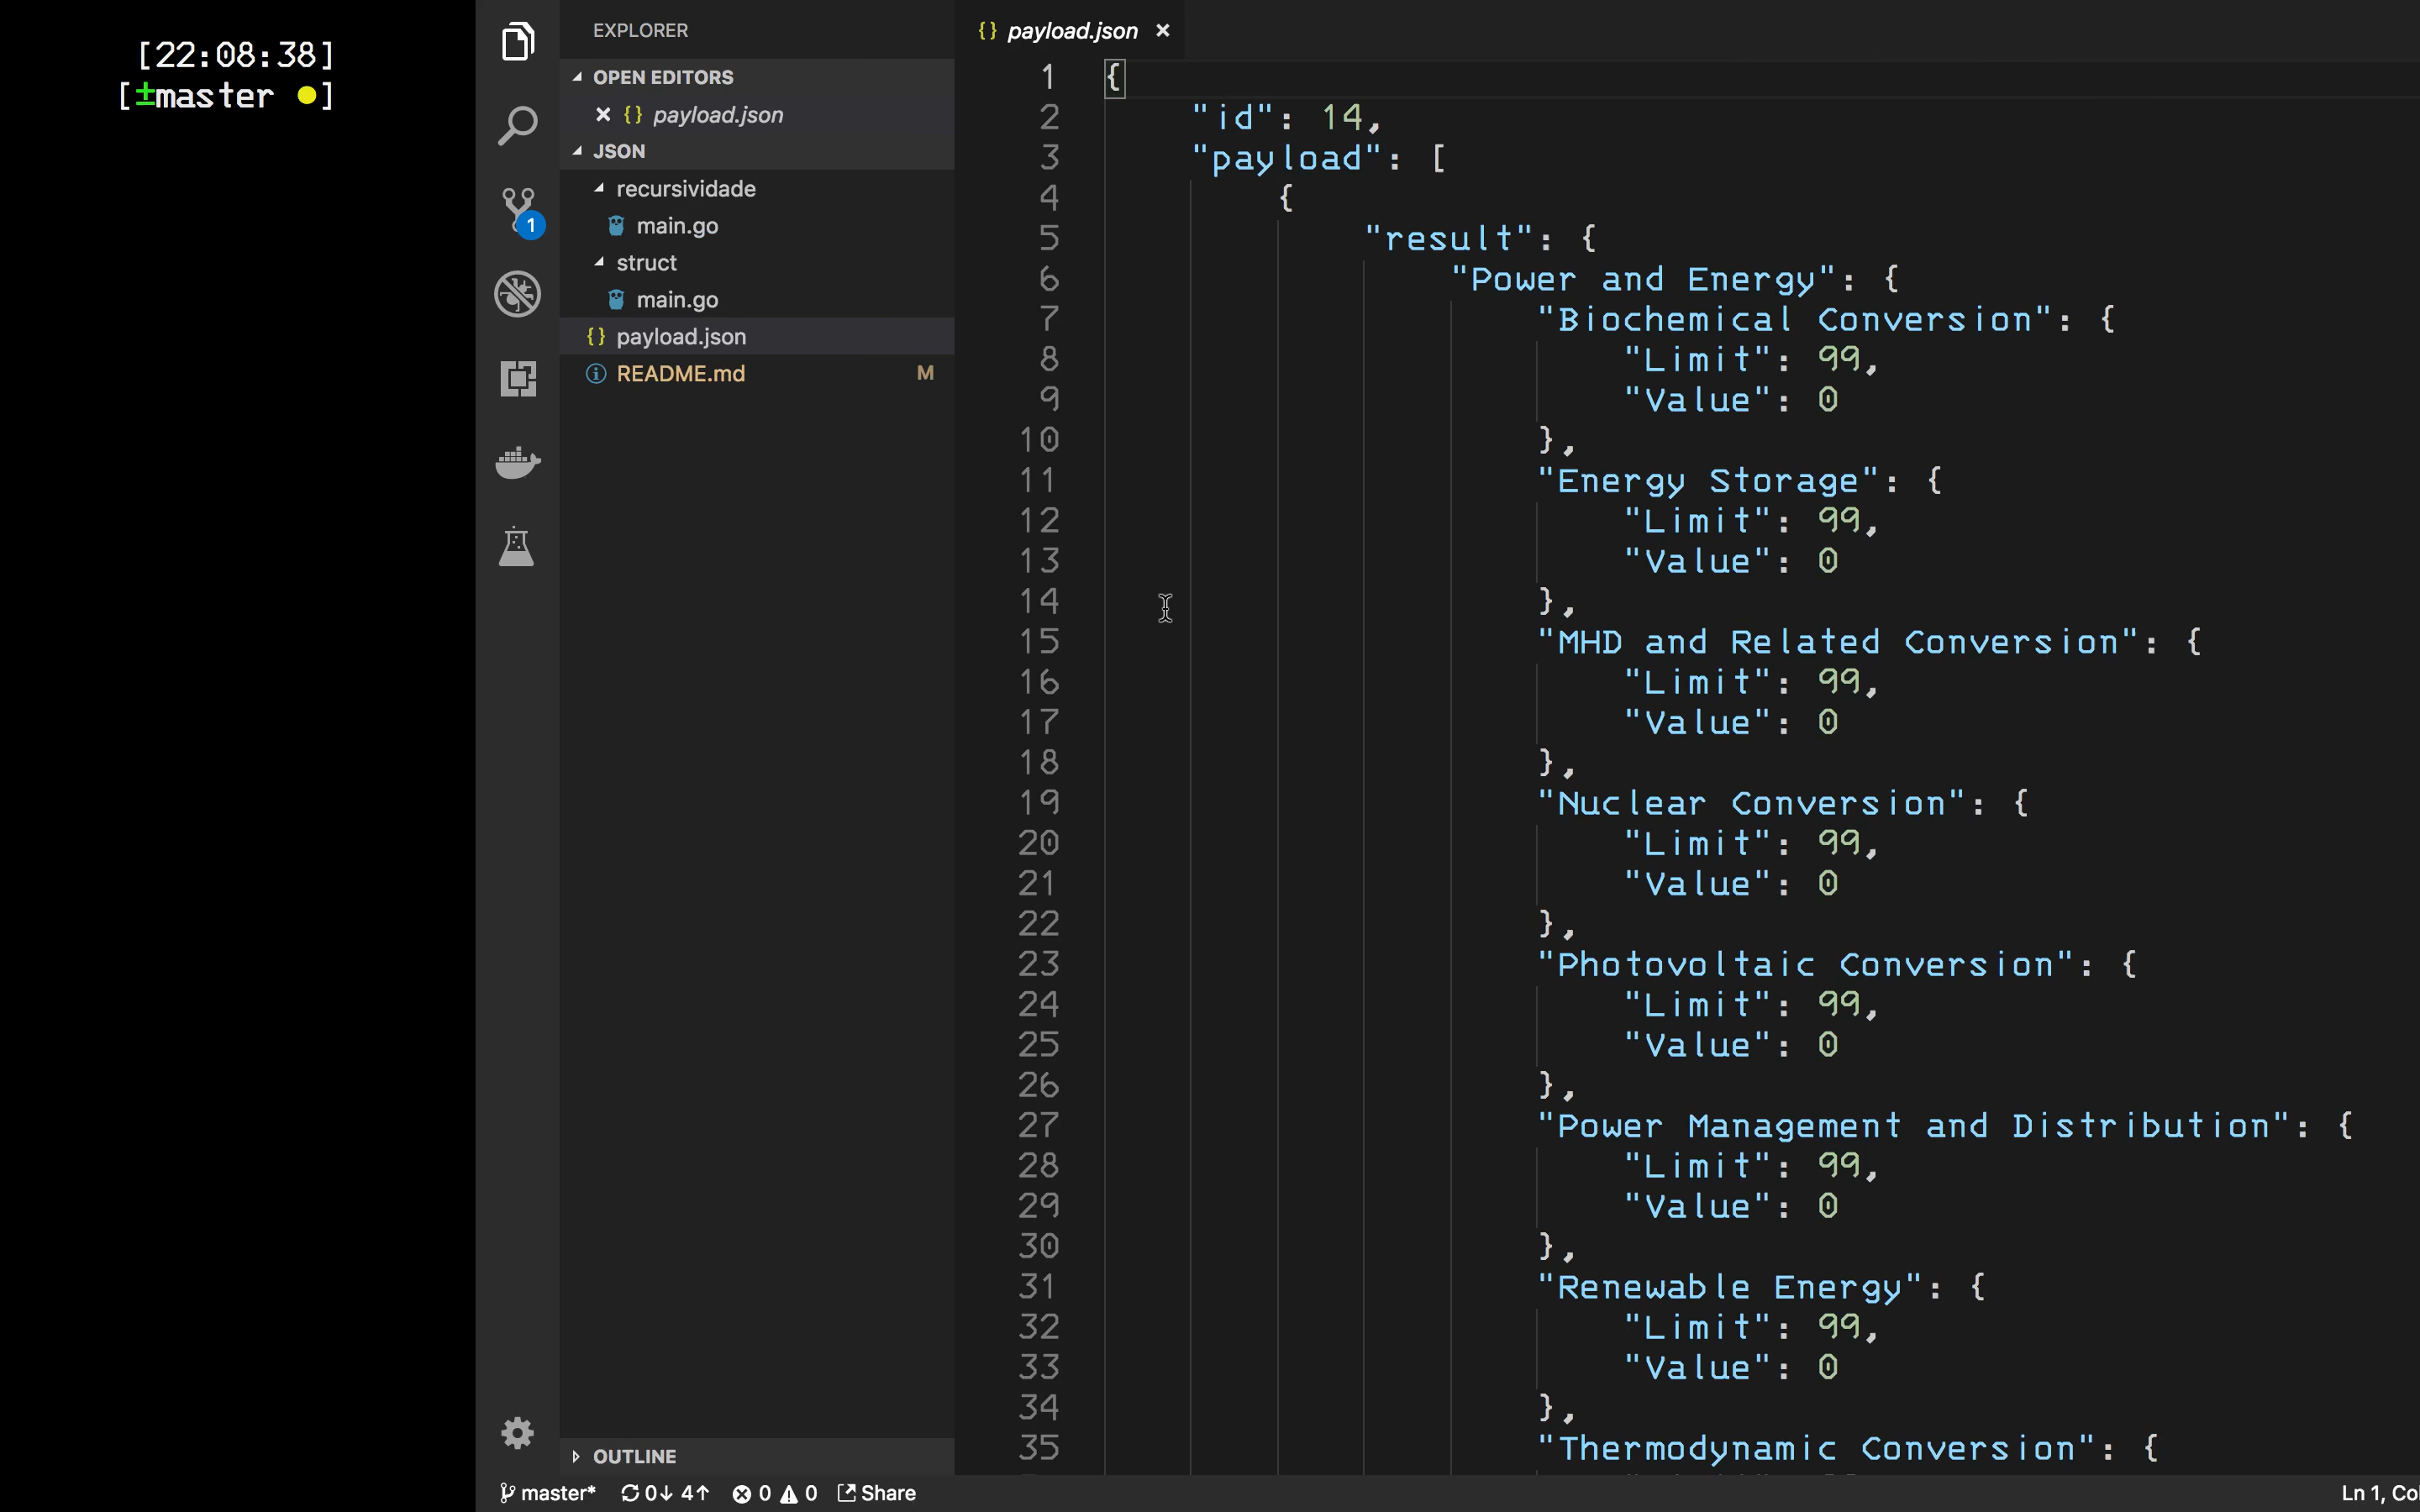 [22:08:38]
[±master ●]
EXPLORER
OPEN EDITORS
payload.json
JSON
recursividade
main.go
struct
main.go
payload.json
README.md M
1
OUTLINE
{} payload.json ×
1 {
2 "id": 14,
3 "payload": [
4 {
5 "result": {
6 "Power and Energy": {
7 "Biochemical Conversion": {
8 "Limit": 99,
9 "Value": 0
10 },
11 "Energy Storage": {
12 "Limit": 99,
13 "Value": 0
14 },
15 "MHD and Related Conversion": {
16 "Limit": 99,
17 "Value": 0
18 },
19 "Nuclear Conversion": {
20 "Limit": 99,
21 "Value": 0
22 },
23 "Photovoltaic Conversion": {
24 "Limit": 99,
25 "Value": 0
26 },
27 "Power Management and Distribution": {
28 "Limit": 99,
29 "Value": 0
30 },
31 "Renewable Energy": {
32 "Limit": 99,
33 "Value": 0
34 },
35 "Thermodynamic Conversion": {
master* 0↓ 4↑ 0 0 Share
Ln 1, Co